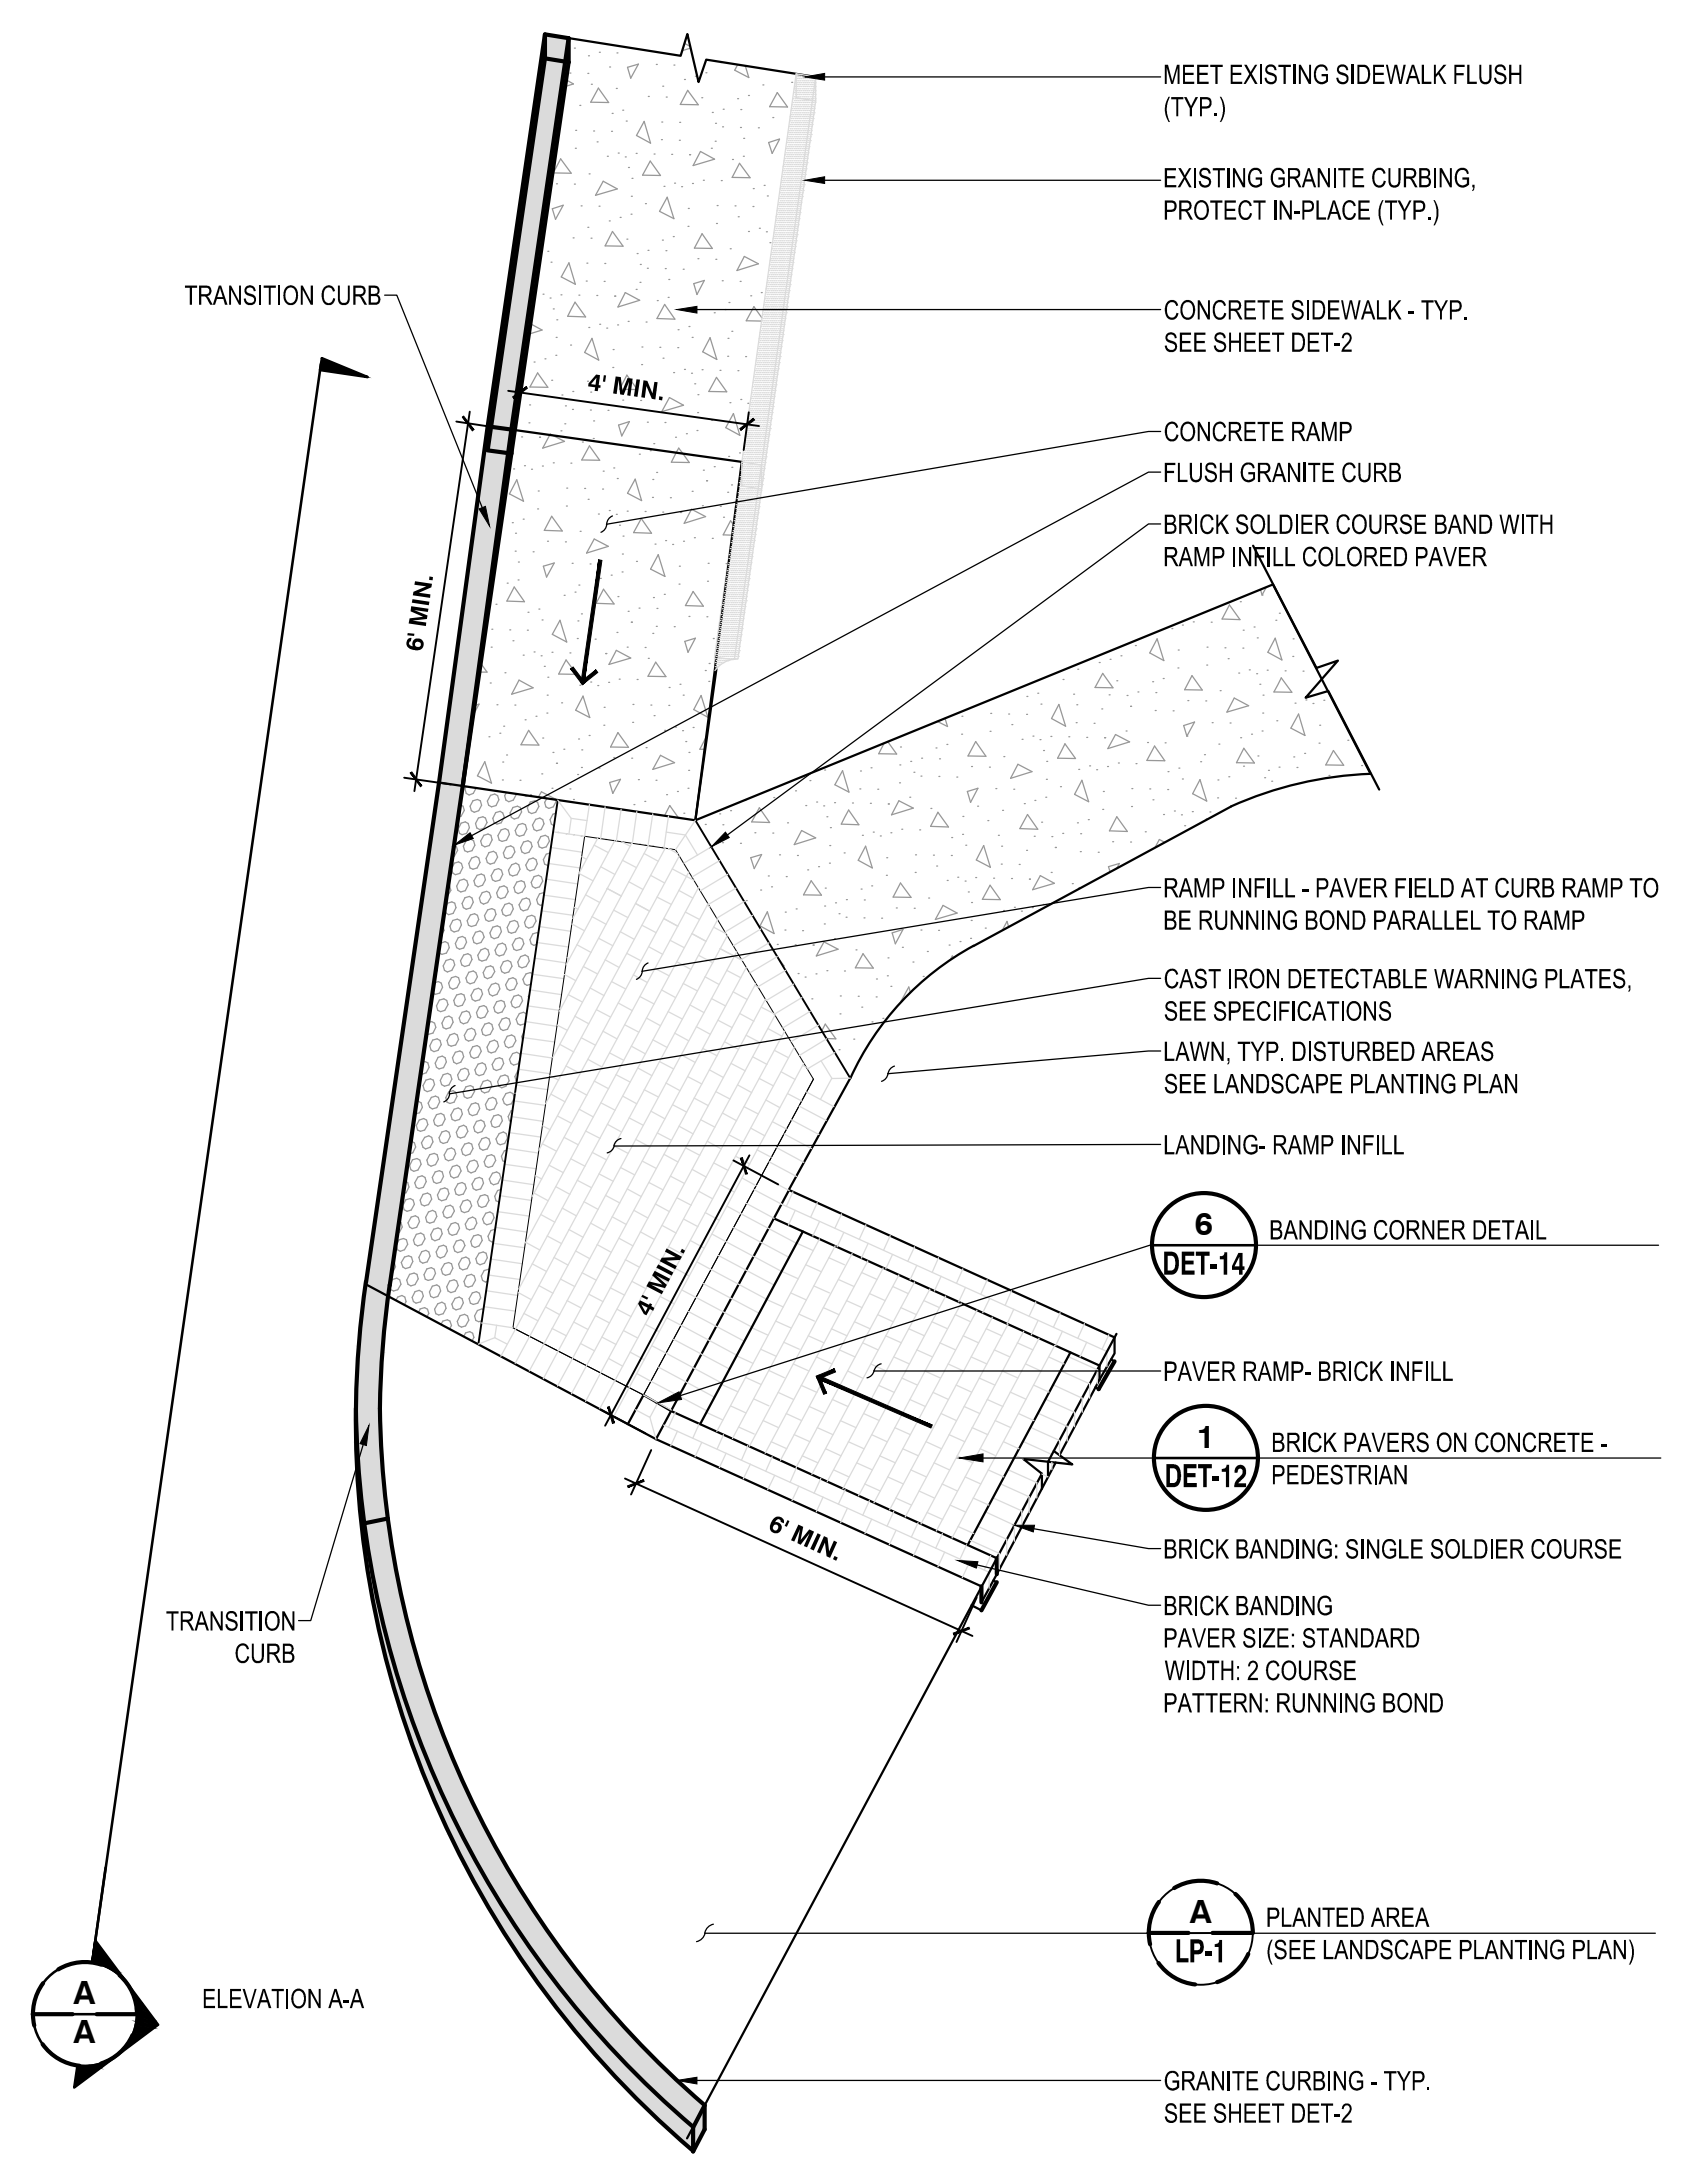 MEET EXISTING SIDEWALK FLUSH
(TYP.)
EXISTING GRANITE CURBING,
PROTECT IN-PLACE (TYP.)
TRANSITION CURB
CONCRETE SIDEWALK - TYP.
SEE SHEET DET-2
4' MIN.
CONCRETE RAMP
FLUSH GRANITE CURB
BRICK SOLDIER COURSE BAND WITH
RAMP INFILL COLORED PAVER
6' MIN.
RAMP INFILL - PAVER FIELD AT CURB RAMP TO
BE RUNNING BOND PARALLEL TO RAMP
CAST IRON DETECTABLE WARNING PLATES,
SEE SPECIFICATIONS
LAWN, TYP. DISTURBED AREAS
SEE LANDSCAPE PLANTING PLAN
LANDING- RAMP INFILL
6
DET-14
BANDING CORNER DETAIL
4' MIN.
PAVER RAMP- BRICK INFILL
1
DET-12
BRICK PAVERS ON CONCRETE -
PEDESTRIAN
6' MIN.
BRICK BANDING: SINGLE SOLDIER COURSE
BRICK BANDING
PAVER SIZE: STANDARD
WIDTH: 2 COURSE
PATTERN: RUNNING BOND
TRANSITION
CURB
A
LP-1
PLANTED AREA
(SEE LANDSCAPE PLANTING PLAN)
A
A
ELEVATION A-A
GRANITE CURBING - TYP.
SEE SHEET DET-2